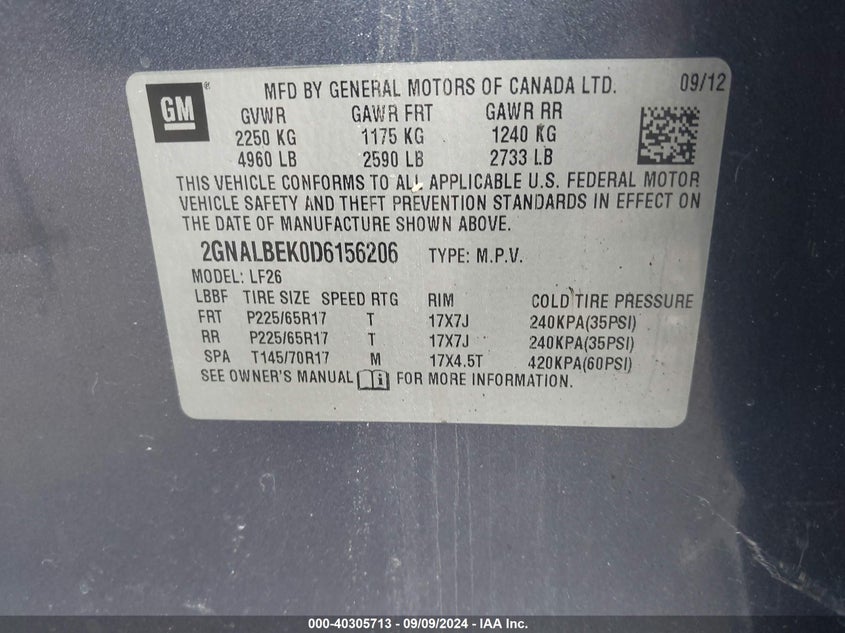 GM ® MFD BY GENERAL MOTORS OF CANADA LTD. 09/12
GVWR GAWR FRT GAWR RR
2250 KG 1175 KG 1240 KG
4960 LB 2590 LB 2733 LB
THIS VEHICLE CONFORMS TO ALL APPLICABLE U.S. FEDERAL MOTOR
VEHICLE SAFETY AND THEFT PREVENTION STANDARDS IN EFFECT ON
THE DATE OF MANUFACTURE SHOWN ABOVE.
2GNALBEK0D6156206 TYPE: M.P.V.
MODEL: LF26
LBBF TIRE SIZE SPEED RTG RIM COLD TIRE PRESSURE
FRT P225/65R17 T 17X7J 240KPA(35PSI)
RR P225/65R17 T 17X7J 240KPA(35PSI)
SPA T145/70R17 M 17X4.5T 420KPA(60PSI)
SEE OWNER'S MANUAL i FOR MORE INFORMATION.
000-40305713 - 09/09/2024 - IAA Inc.